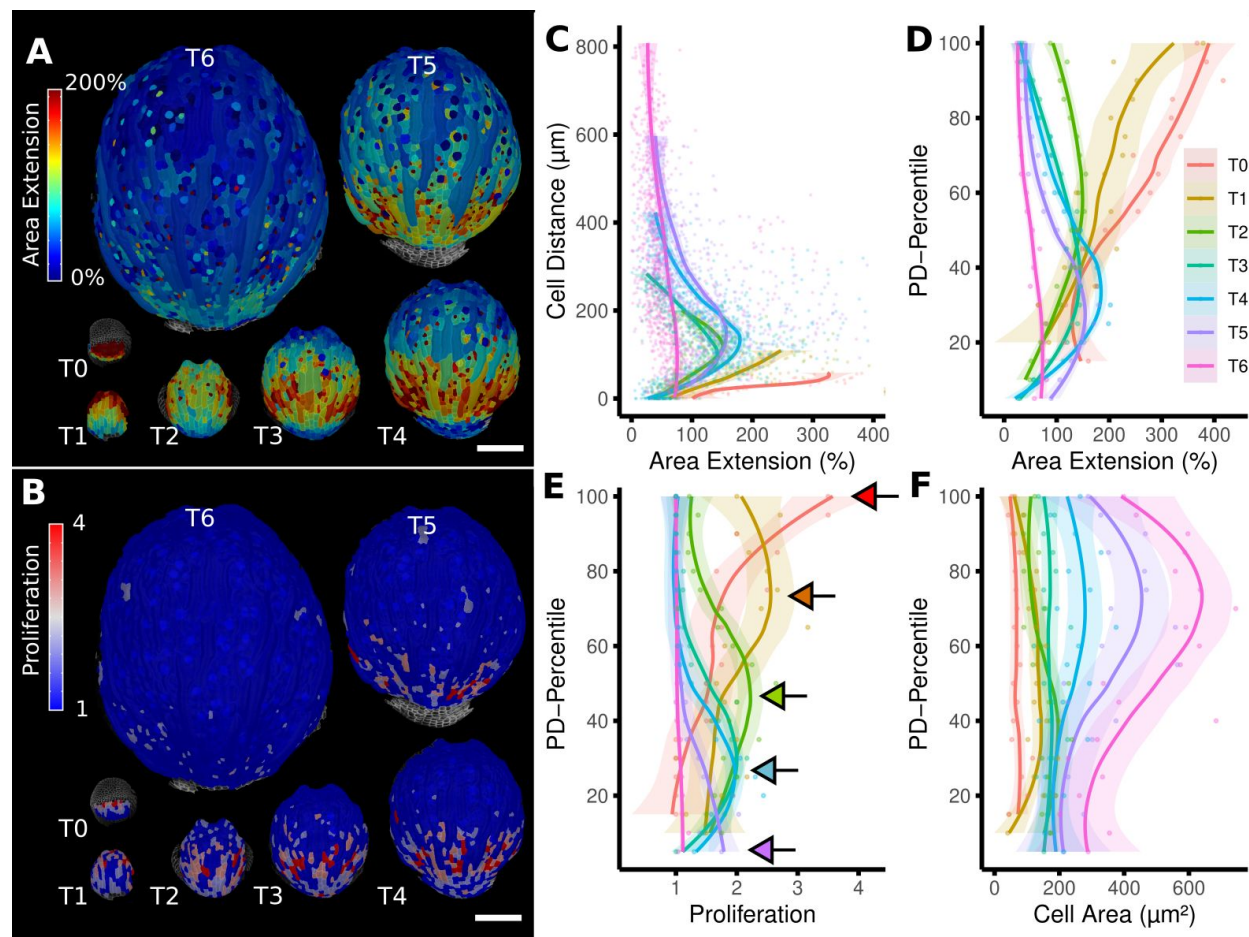 A
T6
T5
200%
Area Extension
0%
T0
T1
T2
T3
T4
B
T6
T5
4
Proliferation
1
T0
T1
T2
T3
T4
C
Cell Distance (µm)
800
600
400
200
0
0 100 200 300 400
Area Extension (%)
D
PD−Percentile
100
80
60
40
20
0 100 200 300 400
Area Extension (%)
T0
T1
T2
T3
T4
T5
T6
E
PD−Percentile
100
80
60
40
20
1 2 3 4
Proliferation
F
PD−Percentile
100
80
60
40
20
0 200 400 600
Cell Area (µm²)